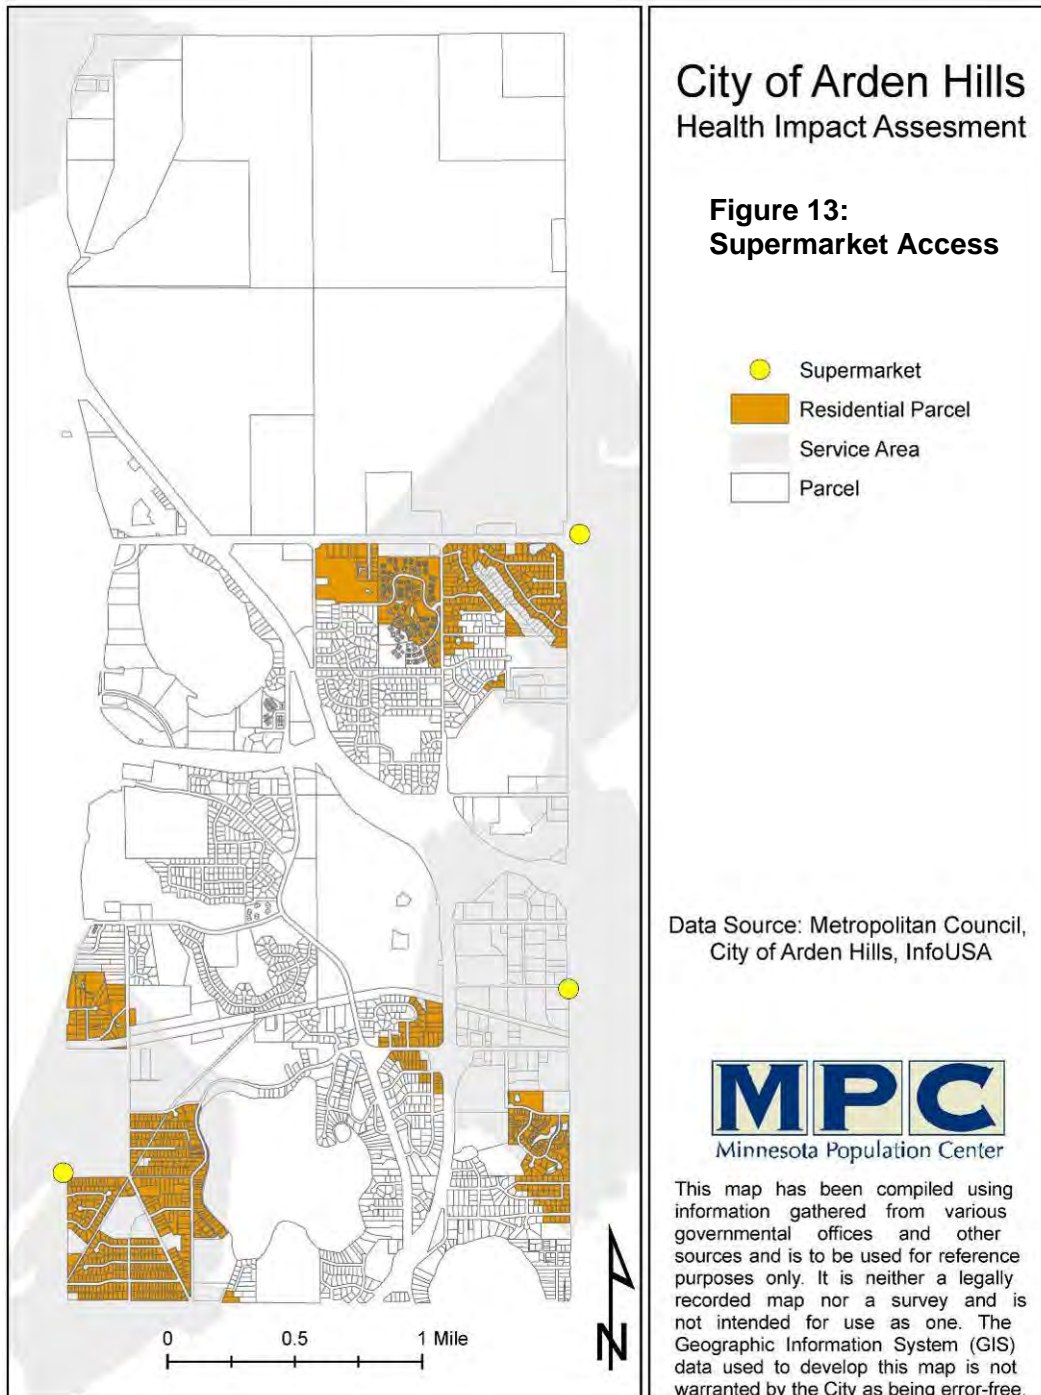 City of Arden Hills
Health Impact Assesment
Figure 13:
Supermarket Access
Supermarket
Residential Parcel
Service Area
Parcel
Data Source: Metropolitan Council,
City of Arden Hills, InfoUSA
MPC
Minnesota Population Center
This map has been compiled using
information gathered from various
governmental offices and other
sources and is to be used for reference
purposes only. It is neither a legally
recorded map nor a survey and is
not intended for use as one. The
Geographic Information System (GIS)
data used to develop this map is not
warranted by the City as being error-free.
0 0.5 1 Mile
N